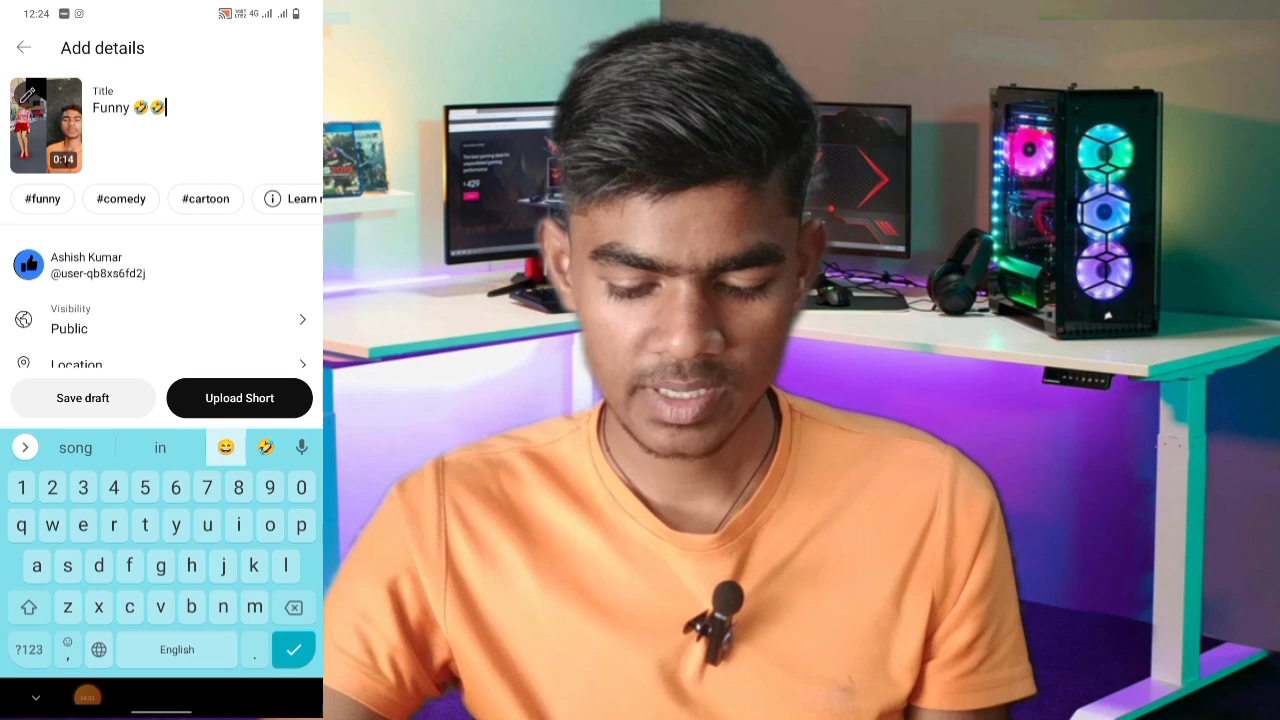 12:24
4G
Add details
Title
Funny 🤣🤣
0:14
#funny
#comedy
#cartoon
Learn
Ashish Kumar
@user-qb8xs6fd2j
Visibility
Public
Location
Save draft
Upload Short
song
in
😄
🤣
1 2 3 4 5 6 7 8 9 0
q w e r t y u i o p
a s d f g h j k l
z x c v b n m
?123
,
English
.
429